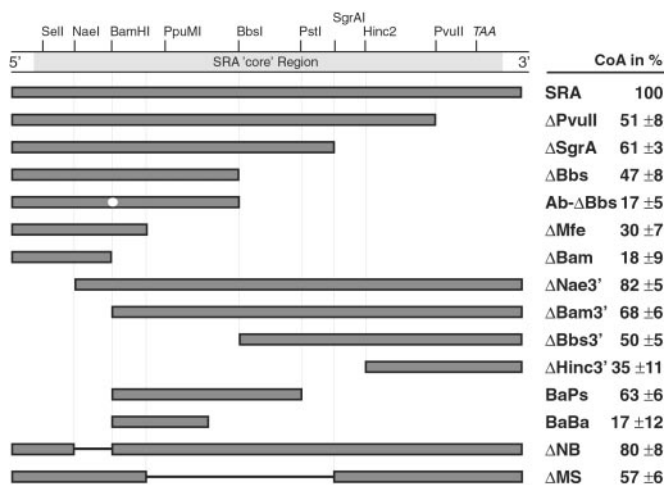 SgrAI
SelI NaeI BamHI PpuMI BbsI PstI Hinc2 PvuII TAA
5' SRA 'core' Region 3' CoA in %
SRA 100
ΔPvuII 51 ±8
ΔSgrA 61 ±3
ΔBbs 47 ±8
Ab-ΔBbs 17 ±5
ΔMfe 30 ±7
ΔBam 18 ±9
ΔNae3' 82 ±5
ΔBam3' 68 ±6
ΔBbs3' 50 ±5
ΔHinc3' 35 ±11
BaPs 63 ±6
BaBa 17 ±12
ΔNB 80 ±8
ΔMS 57 ±6